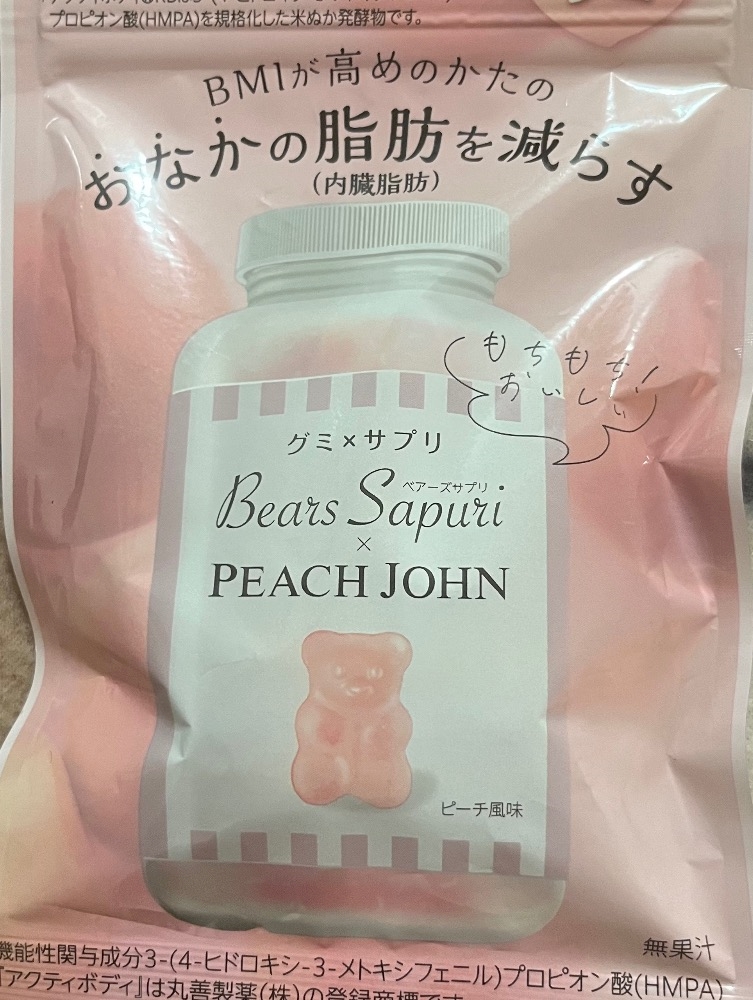 プロピオン酸(HMPA)を規格化した米ぬか発酵物です。
BMIが高めのかたの
おなかの脂肪を減らす
(内臓脂肪)
もちもち!
おいしい
グミ×サプリ
ベアーズサプリ
Bears Sapuri
×
PEACH JOHN
ピーチ風味
無果汁
機能性関与成分3-(4-ヒドロキシ-3-メトキシフェニル)プロピオン酸(HMPA)
『アクティボディ』は丸善製薬(株)の登録商標です